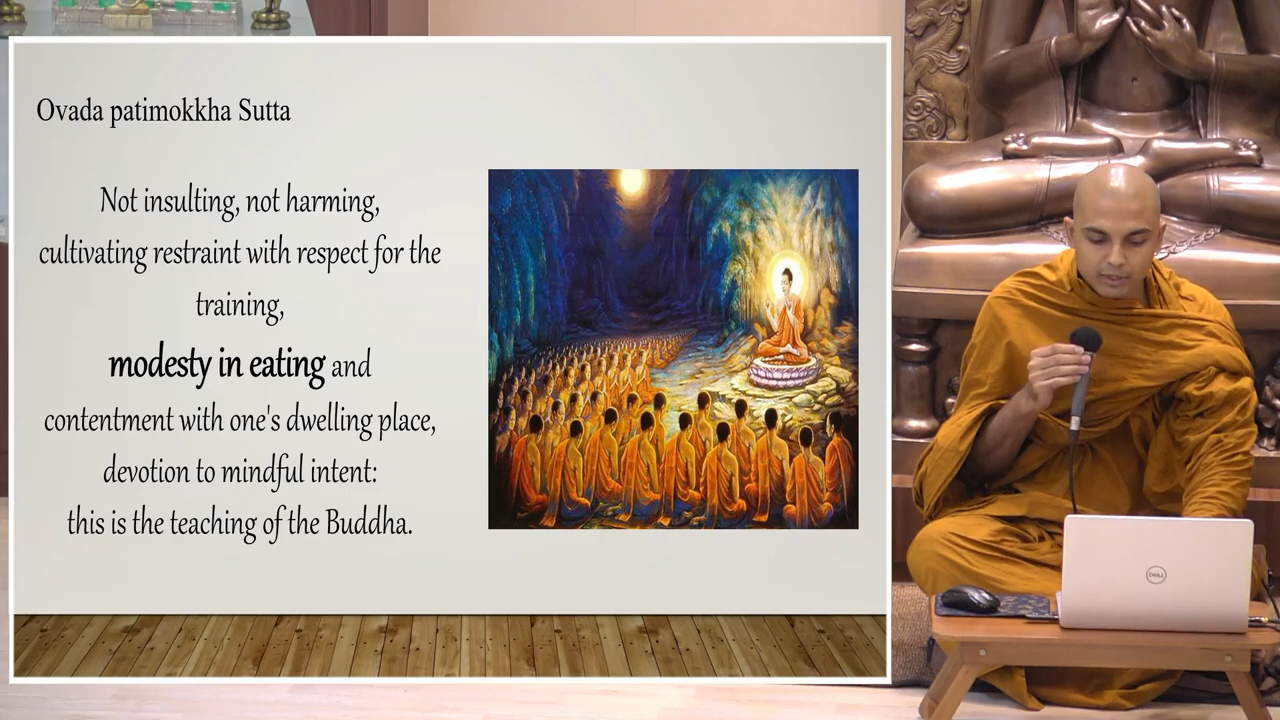 Ovada patimokkha Sutta
Not insulting, not harming,
cultivating restraint with respect for the
training,
modesty in eating and
contentment with one's dwelling place,
devotion to mindful intent:
this is the teaching of the Buddha.
DELL